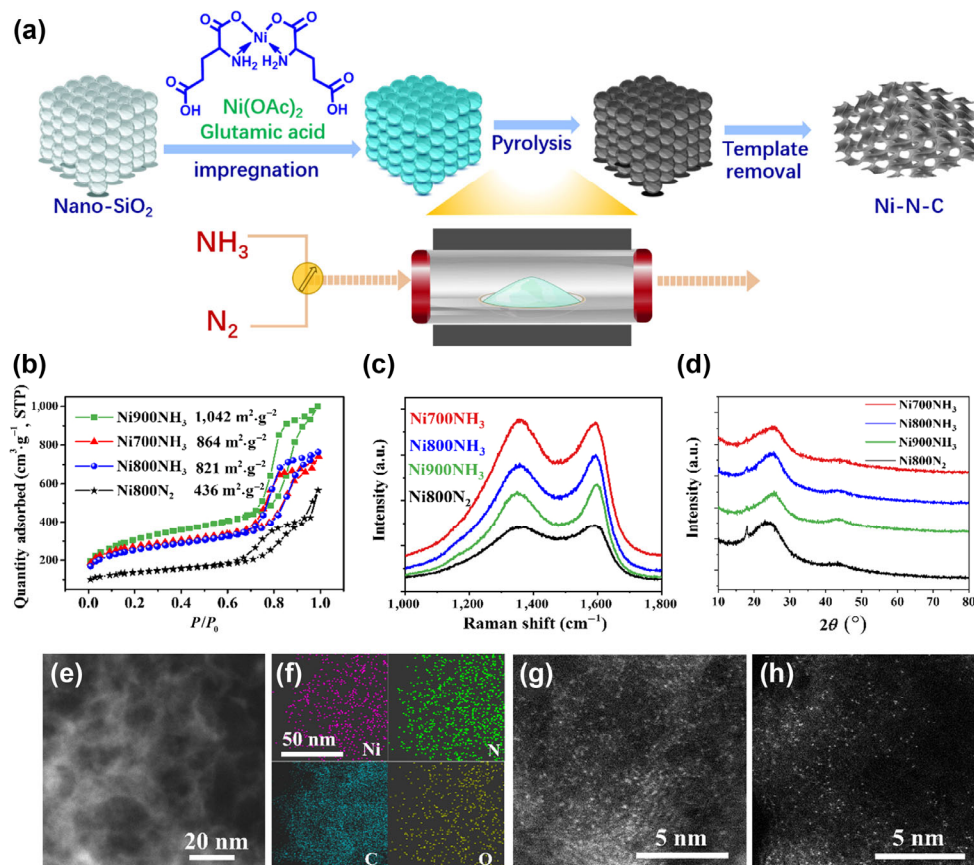 (a)
O
O
Ni
O
O
NH₂
H₂N
O
OH
O
OH
Ni(OAc)₂
Glutamic acid
impregnation
Pyrolysis
Template
removal
Nano-SiO₂
Ni-N-C
NH₃
N₂
(b)
Quantity adsorbed (cm³·g⁻¹, STP)
1,000
800
600
400
200
Ni900NH₃ 1,042 m²·g⁻²
Ni700NH₃ 864 m²·g⁻²
Ni800NH₃ 821 m²·g⁻²
Ni800N₂ 436 m²·g⁻²
0.0 0.2 0.4 0.6 0.8 1.0
P/P₀
(c)
Intensity (a.u.)
Ni700NH₃
Ni800NH₃
Ni900NH₃
Ni800N₂
1,000 1,200 1,400 1,600 1,800
Raman shift (cm⁻¹)
(d)
Intensity (a.u.)
Ni700NH₃
Ni800NH₃
Ni900NH₃
Ni800N₂
10 20 30 40 50 60 70 80
2θ (°)
(e)
20 nm
(f)
50 nm
Ni
N
C
O
(g)
5 nm
(h)
5 nm